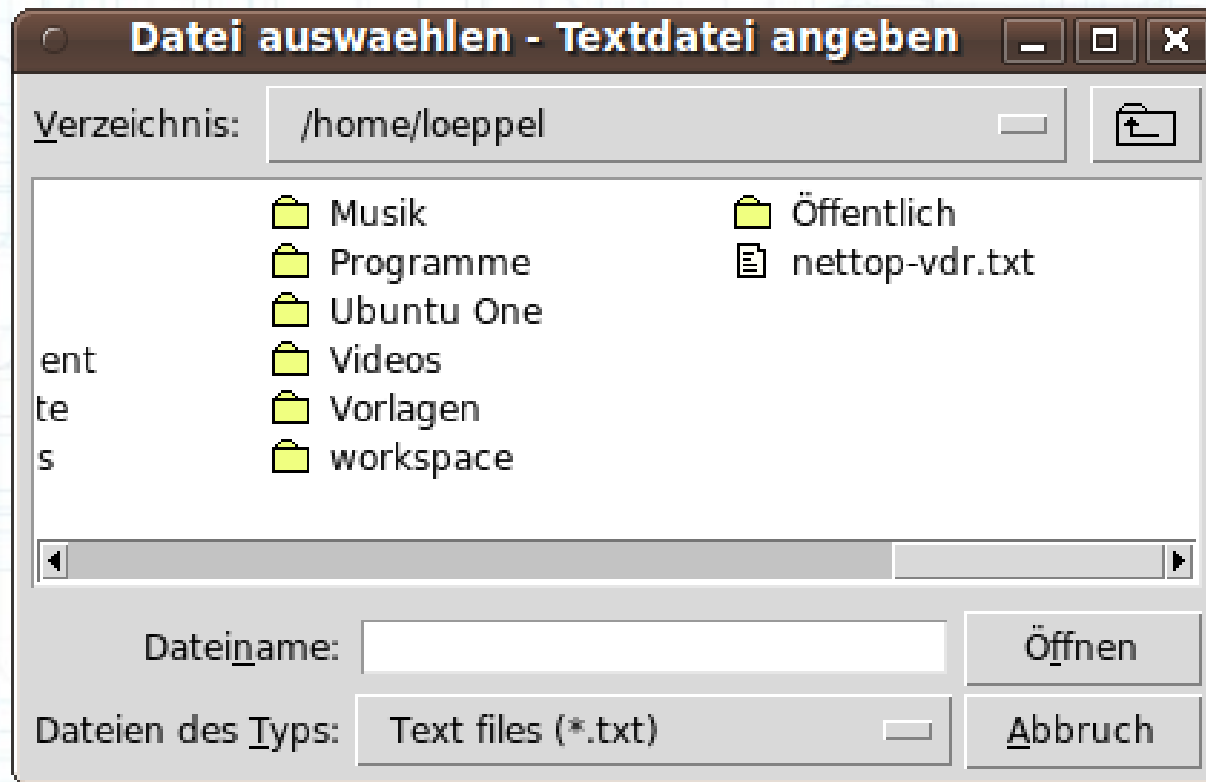 Datei auswaehlen - Textdatei angeben
Verzeichnis: /home/loeppel
Musik Öffentlich
Programme nettop-vdr.txt
Ubuntu One
ent Videos
te Vorlagen
s workspace
Dateiname: Öffnen
Dateien des Typs: Text files (*.txt) Abbruch